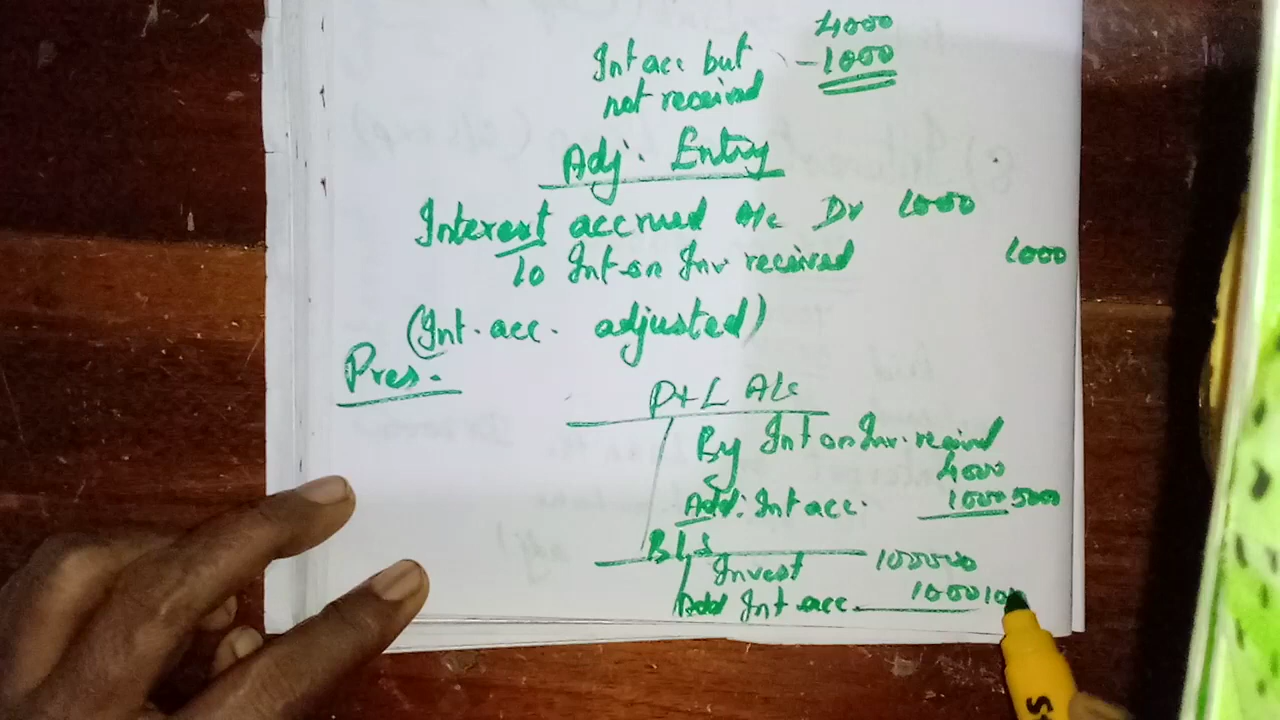 4000
Int acc. but - 1000
not received
Adj. Entry
Interest accrued A/c Dr 1000
To Int on Inv received 1000
(Int. acc. adjusted)
Pres.
P+L A/c
By Int on Inv. received
4000
Add: Int acc. 1000 5000
B/S
Invest 100000
Add Int acc. 1000